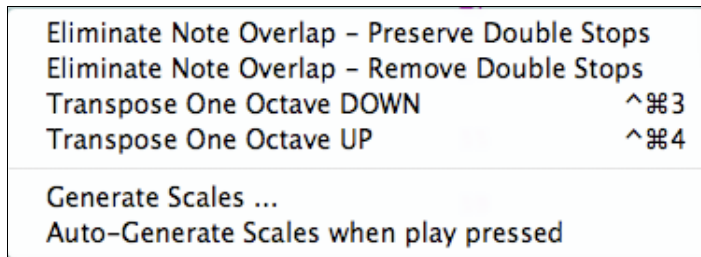 Eliminate Note Overlap – Preserve Double Stops
Eliminate Note Overlap – Remove Double Stops
Transpose One Octave DOWN ^⌘3
Transpose One Octave UP ^⌘4
Generate Scales ...
Auto–Generate Scales when play pressed